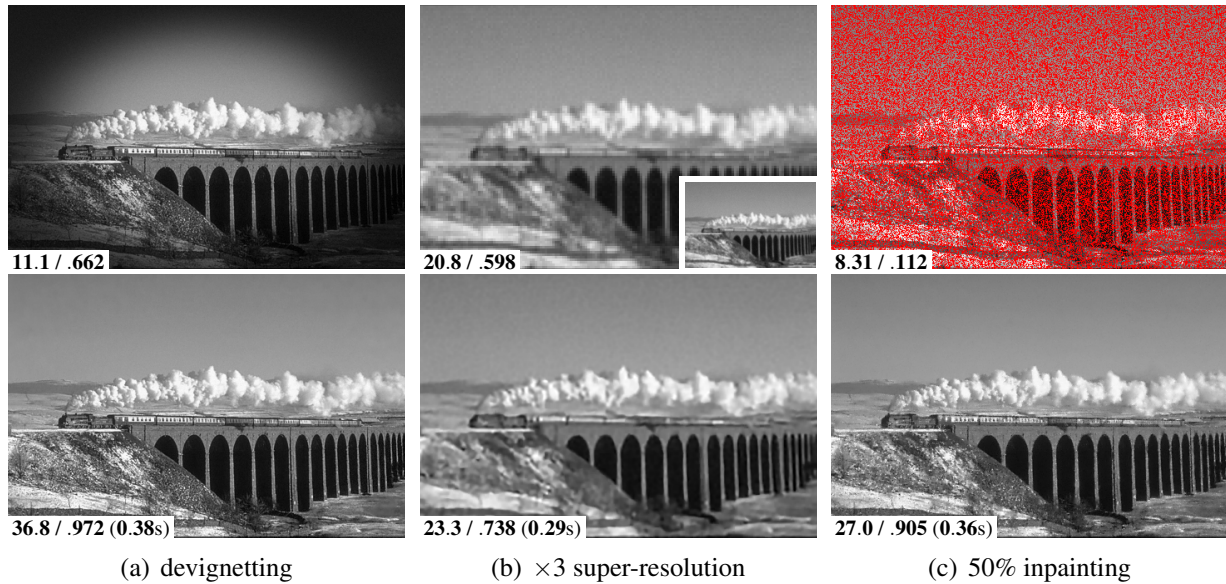 11.1 / .662
20.8 / .598
8.31 / .112
36.8 / .972 (0.38s)
23.3 / .738 (0.29s)
27.0 / .905 (0.36s)
(a) devignetting
(b) ×3 super-resolution
(c) 50% inpainting